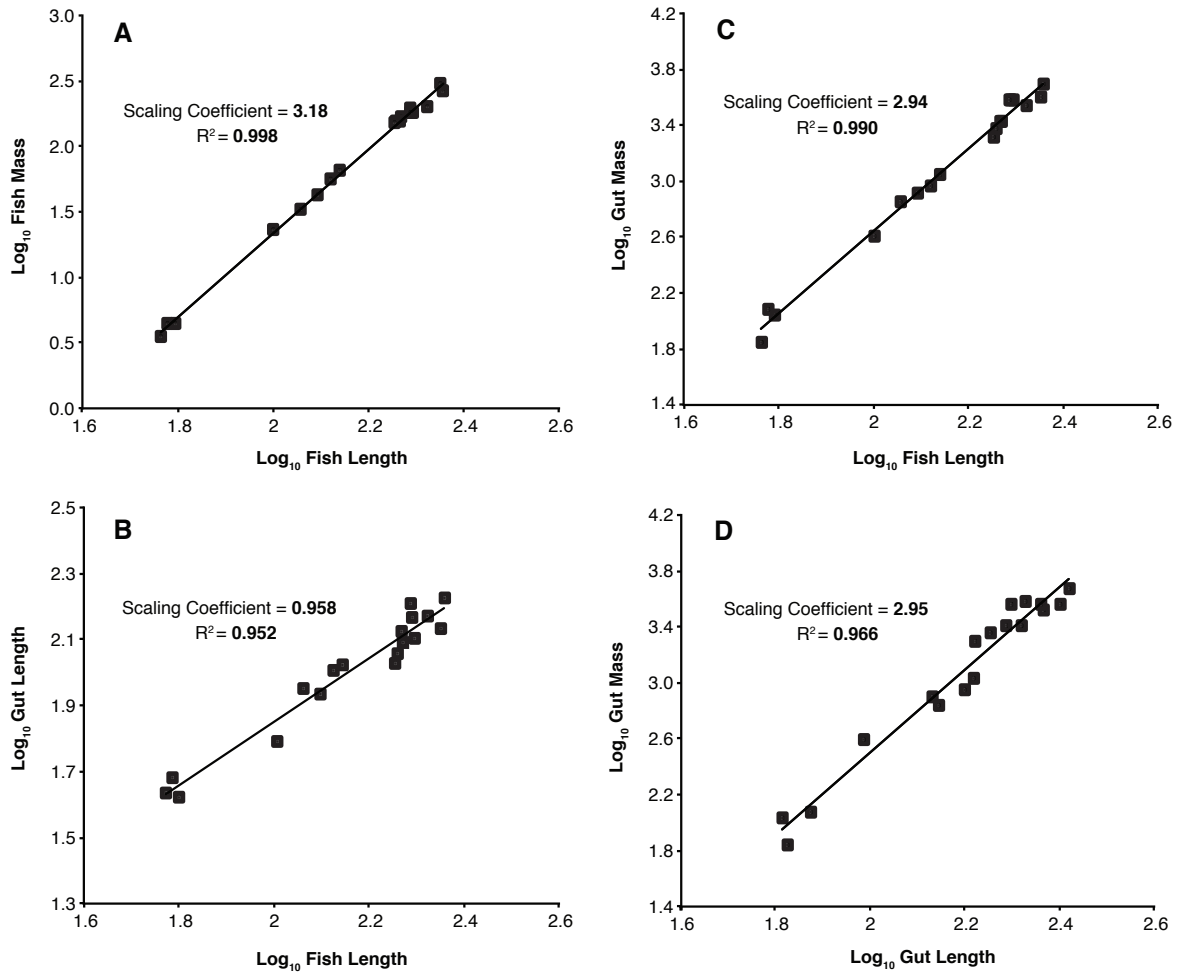 A
3.0
2.5
2.0
1.5
1.0
0.5
0.0
Log10 Fish Mass
Scaling Coefficient = 3.18
R2 = 0.998
1.6 1.8 2 2.2 2.4 2.6
Log10 Fish Length
C
4.2
3.8
3.4
3.0
2.6
2.2
1.8
1.4
Log10 Gut Mass
Scaling Coefficient = 2.94
R2 = 0.990
1.6 1.8 2 2.2 2.4 2.6
Log10 Fish Length
B
2.5
2.3
2.1
1.9
1.7
1.5
1.3
Log10 Gut Length
Scaling Coefficient = 0.958
R2 = 0.952
1.6 1.8 2 2.2 2.4 2.6
Log10 Fish Length
D
4.2
3.8
3.4
3.0
2.6
2.2
1.8
1.4
Log10 Gut Mass
Scaling Coefficient = 2.95
R2 = 0.966
1.6 1.8 2 2.2 2.4 2.6
Log10 Gut Length